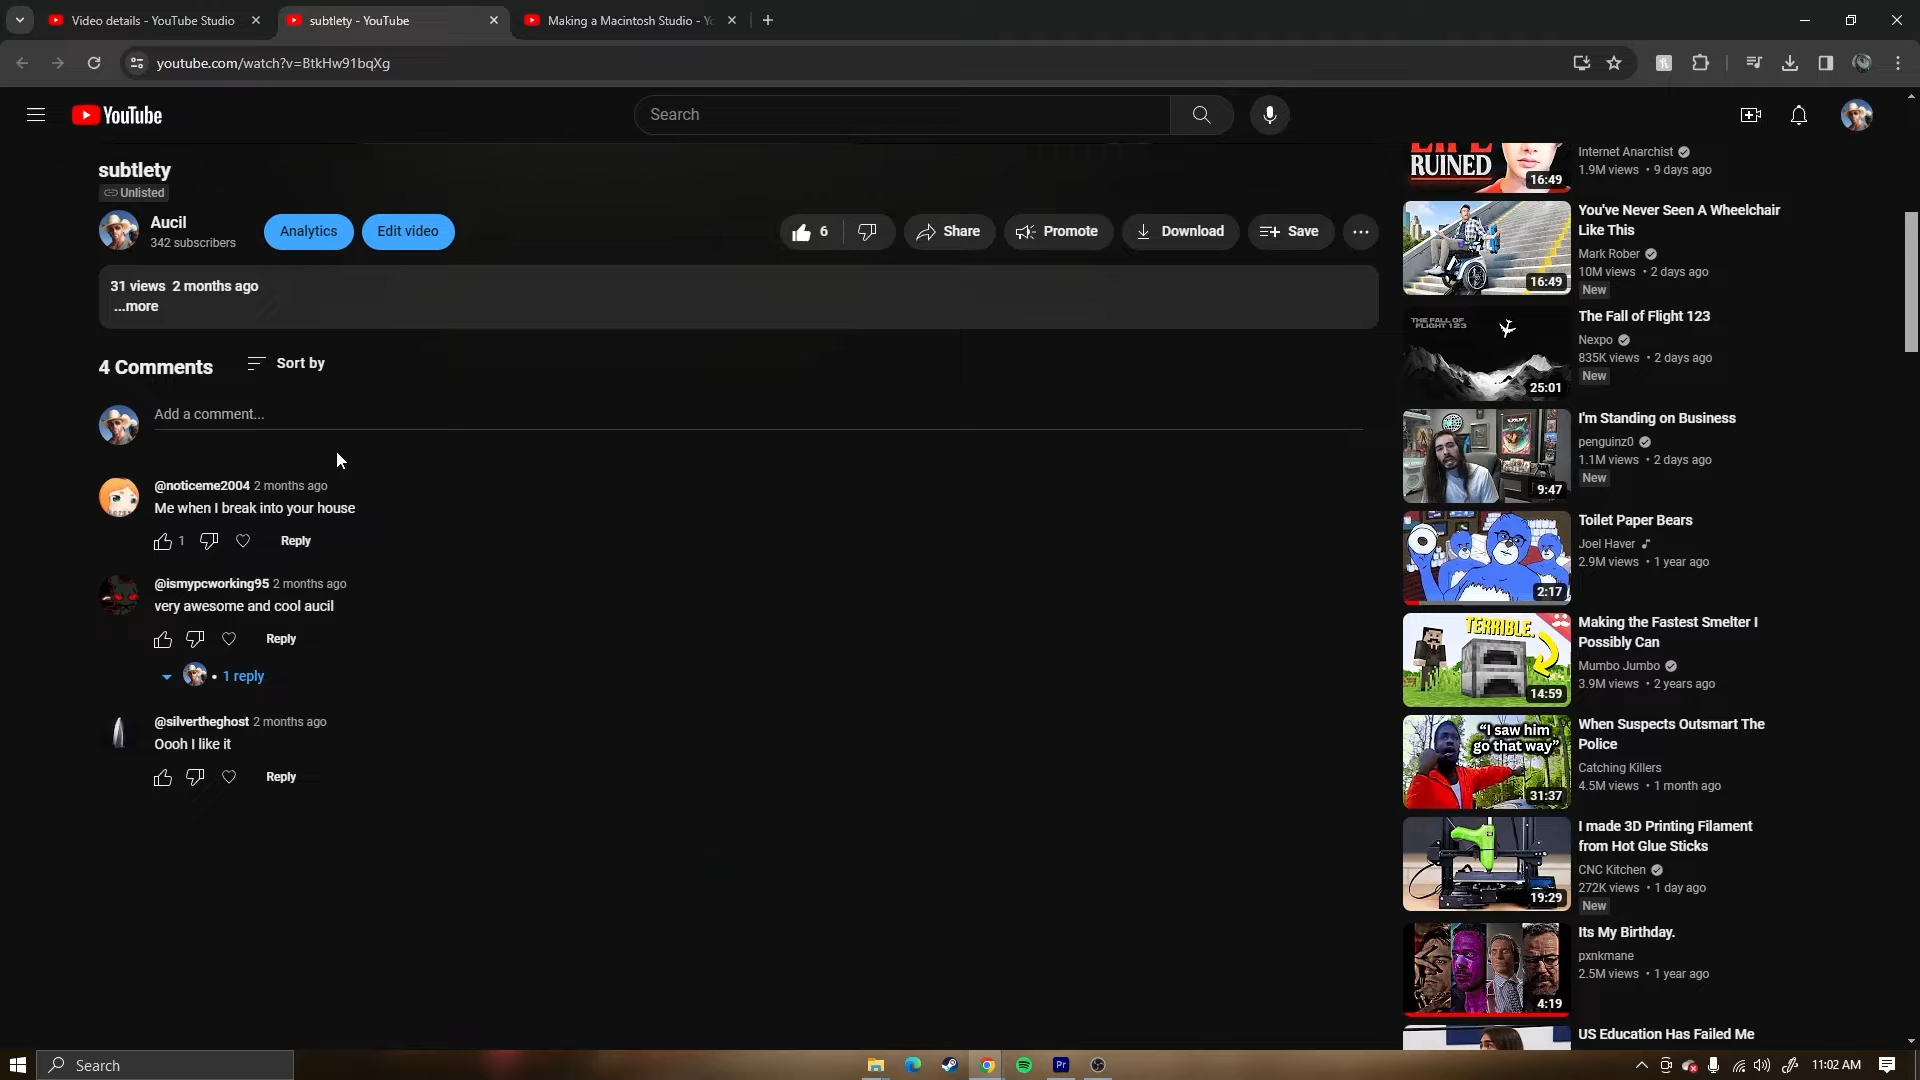 Video details - YouTube Studio
subtlety - YouTube
Making a Macintosh Studio - Yo
youtube.com/watch?v=BtkHw91bqXg
YouTube
Search
subtlety
Unlisted
Aucil
342 subscribers
Analytics
Edit video
6
Share
Promote
Download
Save
31 views 2 months ago
...more
4 Comments
Sort by
Add a comment...
@noticeme2004 2 months ago
Me when I break into your house
1
Reply
@ismypcworking95 2 months ago
very awesome and cool aucil
Reply
• 1 reply
@silvertheghost 2 months ago
Oooh I like it
Reply
RUINED
16:49
Internet Anarchist
1.9M views • 9 days ago
16:49
You've Never Seen A Wheelchair
Like This
Mark Rober
10M views • 2 days ago
New
THE FALL OF
FLIGHT 123
25:01
The Fall of Flight 123
Nexpo
835K views • 2 days ago
New
9:47
I'm Standing on Business
penguinz0
1.1M views • 2 days ago
New
2:17
Toilet Paper Bears
Joel Haver
2.9M views • 1 year ago
TERRIBLE.
14:59
Making the Fastest Smelter I
Possibly Can
Mumbo Jumbo
3.9M views • 2 years ago
“I saw him
go that way”
31:37
When Suspects Outsmart The
Police
Catching Killers
4.5M views • 1 month ago
19:29
I made 3D Printing Filament
from Hot Glue Sticks
CNC Kitchen
272K views • 1 day ago
New
4:19
Its My Birthday.
pxnkmane
2.5M views • 1 year ago
US Education Has Failed Me
Search
Pr
11:02 AM